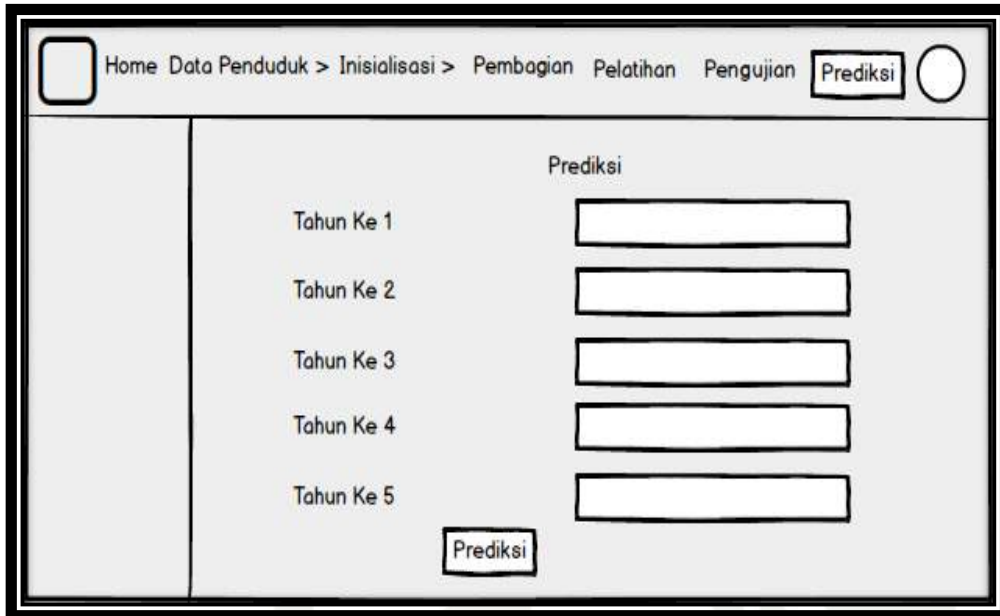 Home Data Penduduk > Inisialisasi > Pembagian Pelatihan Pengujian Prediksi
Prediksi
Tahun Ke 1
Tahun Ke 2
Tahun Ke 3
Tahun Ke 4
Tahun Ke 5
Prediksi